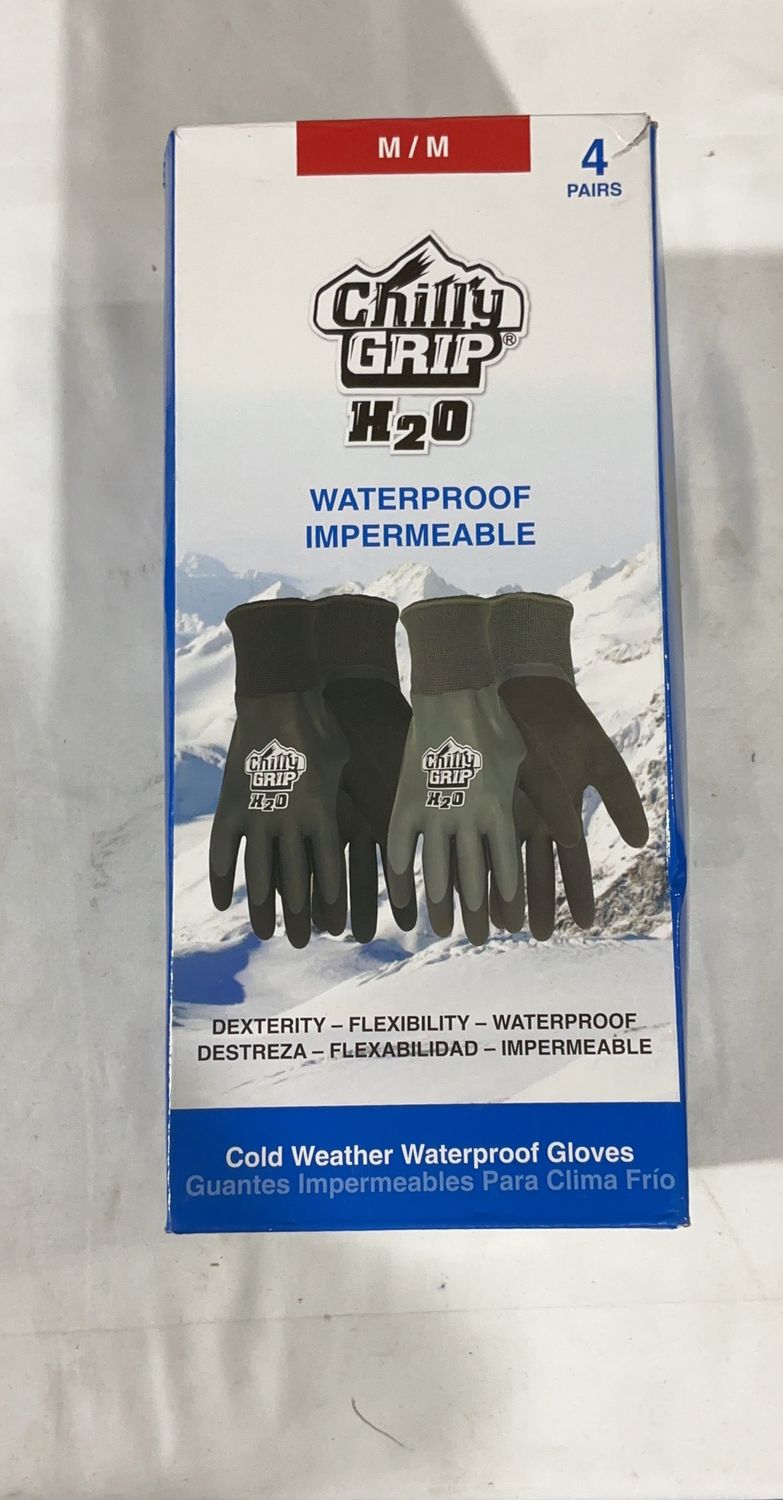 M / M
4
PAIRS
Chilly
GRIP®
H2O
WATERPROOF
IMPERMEABLE
Chilly
GRIP
H2O
Chilly
GRIP
H2O
DEXTERITY – FLEXIBILITY – WATERPROOF
DESTREZA – FLEXABILIDAD – IMPERMEABLE
Cold Weather Waterproof Gloves
Guantes Impermeables Para Clima Frío